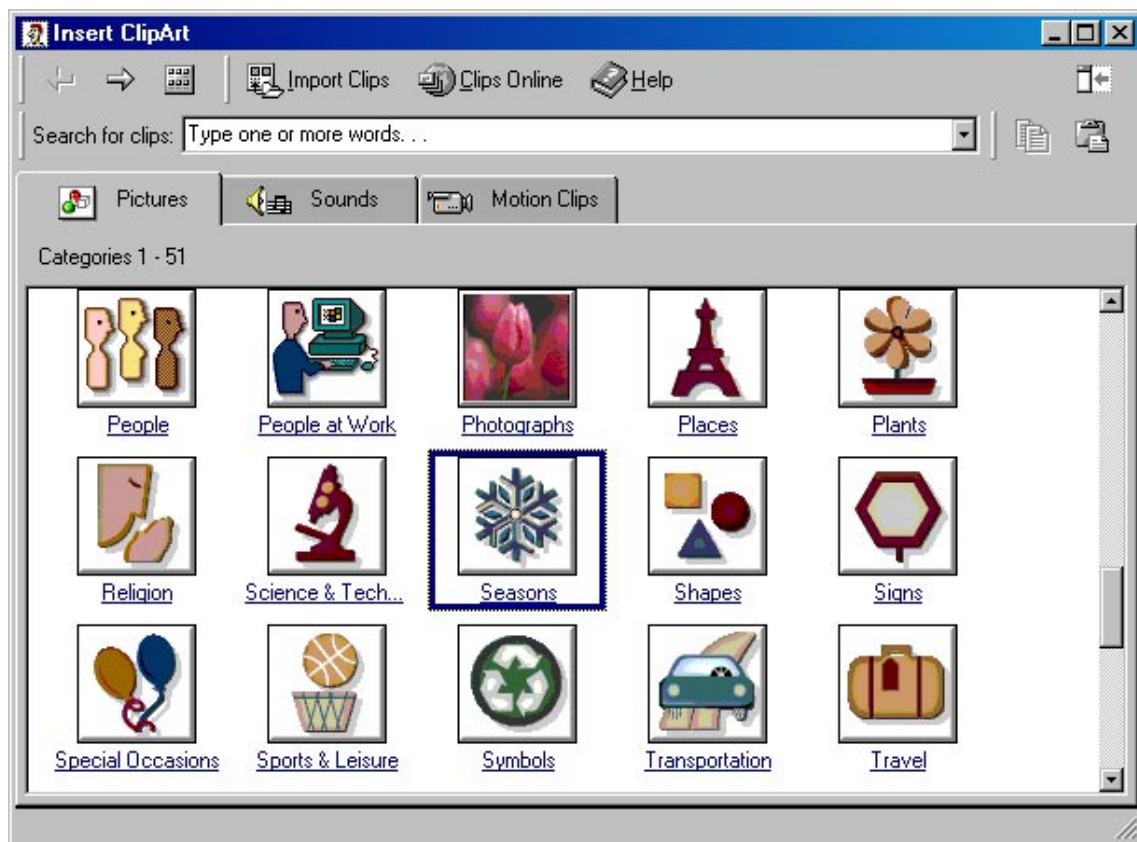 Insert ClipArt
Import Clips Clips Online Help
Search for clips: Type one or more words. . .
Pictures Sounds Motion Clips
Categories 1 - 51
People People at Work Photographs Places Plants
Religion Science & Tech... Seasons Shapes Signs
Special Occasions Sports & Leisure Symbols Transportation Travel